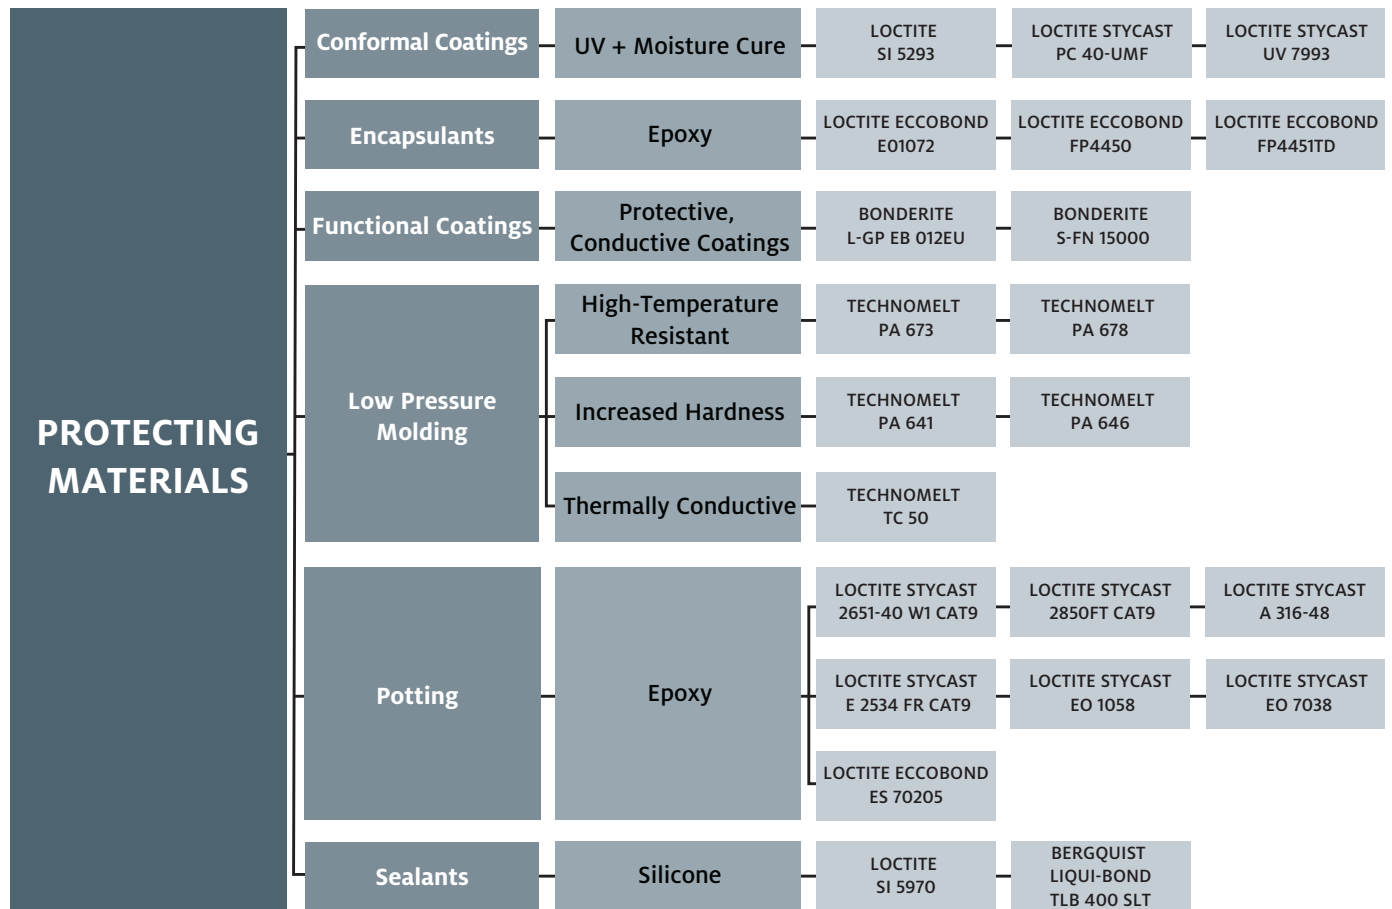 PROTECTING
MATERIALS
Conformal Coatings
UV + Moisture Cure
LOCTITE
SI 5293
LOCTITE STYCAST
PC 40-UMF
LOCTITE STYCAST
UV 7993
Encapsulants
Epoxy
LOCTITE ECCOBOND
EO1072
LOCTITE ECCOBOND
FP4450
LOCTITE ECCOBOND
FP4451TD
Functional Coatings
Protective,
Conductive Coatings
BONDERITE
L-GP EB 012EU
BONDERITE
S-FN 15000
Low Pressure
Molding
High-Temperature
Resistant
TECHNOMELT
PA 673
TECHNOMELT
PA 678
Increased Hardness
TECHNOMELT
PA 641
TECHNOMELT
PA 646
Thermally Conductive
TECHNOMELT
TC 50
Potting
Epoxy
LOCTITE STYCAST
2651-40 W1 CAT9
LOCTITE STYCAST
2850FT CAT9
LOCTITE STYCAST
A 316-48
LOCTITE STYCAST
E 2534 FR CAT9
LOCTITE STYCAST
EO 1058
LOCTITE STYCAST
EO 7038
LOCTITE ECCOBOND
ES 70205
Sealants
Silicone
LOCTITE
SI 5970
BERGQUIST
LIQUI-BOND
TLB 400 SLT